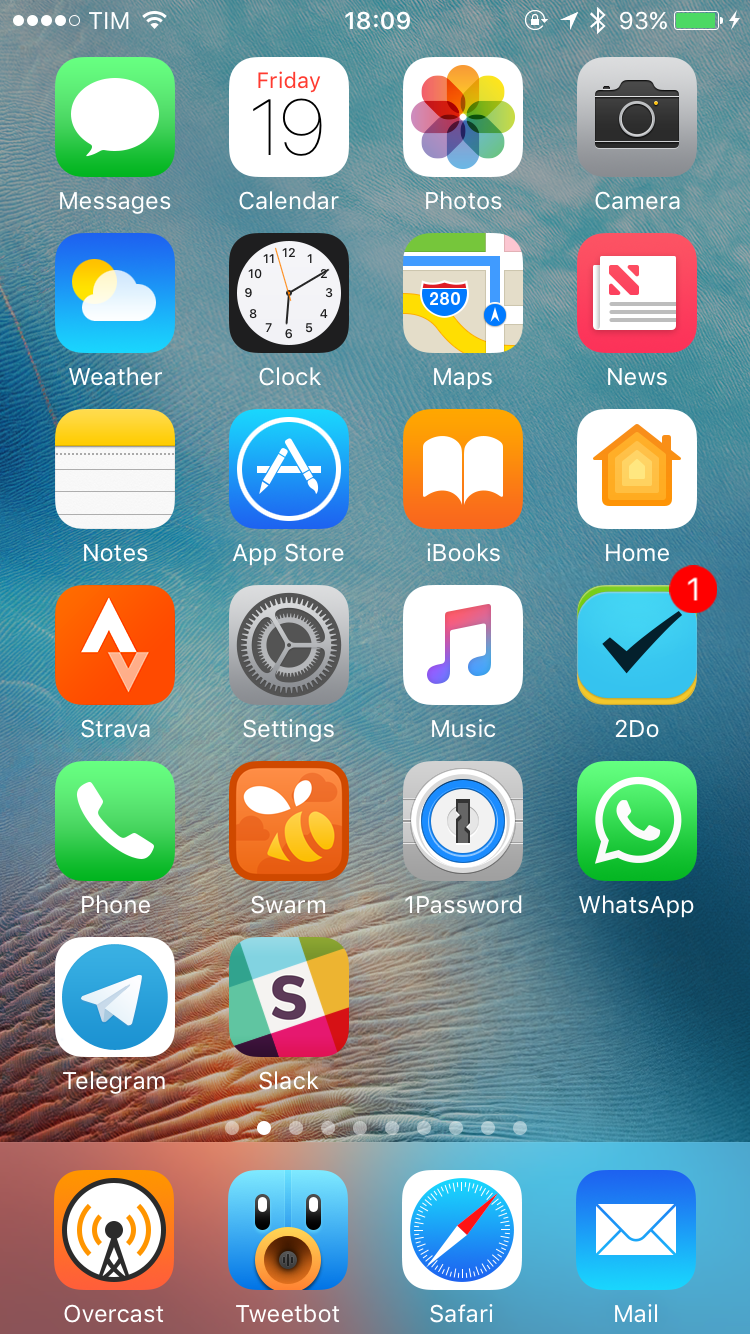 TIM 18:09 93%
Friday
19
Messages Calendar Photos Camera
12
11 1
10 2
9 3
8 4
7 5
6
280
Weather Clock Maps News
Notes App Store iBooks Home
1
Strava Settings Music 2Do
Phone Swarm 1Password WhatsApp
S
Telegram Slack
Overcast Tweetbot Safari Mail